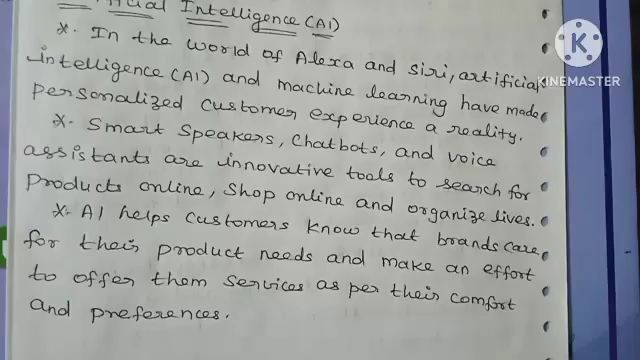 Artificial Intelligence (AI)
* In the world of Alexa and siri, artificial
intelligence (AI) and machine learning have made
personalized customer experience a reality.
* Smart Speakers, Chatbots, and voice
assistants are innovative tools to search for
products online, shop online and organize lives.
* AI helps customers know that brands care
for their product needs and make an effort
to offer them services as per their comfort
and preferences.
KINEMASTER